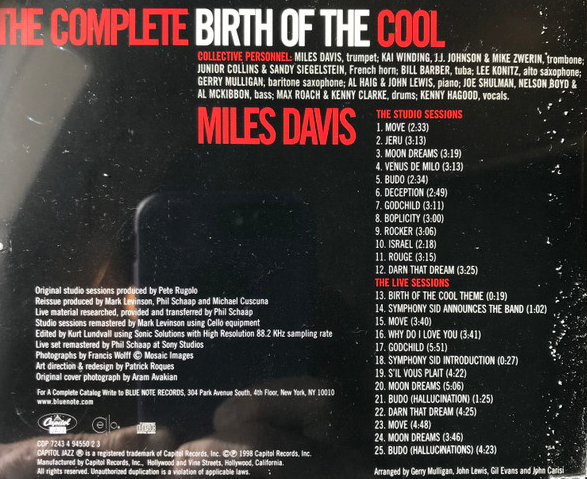 THE COMPLETE BIRTH OF THE COOL
COLLECTIVE PERSONNEL: MILES DAVIS, trumpet; KAI WINDING, J.J. JOHNSON & MIKE ZWERIN, trombone;
JUNIOR COLLINS & SANDY SIEGELSTEIN, French horn; BILL BARBER, tuba; LEE KONITZ, alto saxophone;
GERRY MULLIGAN, baritone saxophone; AL HAIG & JOHN LEWIS, piano; JOE SHULMAN, NELSON BOYD &
AL MCKIBBON, bass; MAX ROACH & KENNY CLARKE, drums; KENNY HAGOOD, vocals.
MILES DAVIS
THE STUDIO SESSIONS
1. MOVE (2:33)
2. JERU (3:13)
3. MOON DREAMS (3:19)
4. VENUS DE MILO (3:13)
5. BUDO (2:34)
6. DECEPTION (2:49)
7. GODCHILD (3:11)
8. BOPLICITY (3:00)
9. ROCKER (3:06)
10. ISRAEL (2:18)
11. ROUGE (3:15)
12. DARN THAT DREAM (3:25)
THE LIVE SESSIONS
13. BIRTH OF THE COOL THEME (0:19)
14. SYMPHONY SID ANNOUNCES THE BAND (1:02)
15. MOVE (3:40)
16. WHY DO I LOVE YOU (3:41)
17. GODCHILD (5:51)
18. SYMPHONY SID INTRODUCTION (0:27)
19. S'IL VOUS PLAIT (4:22)
20. MOON DREAMS (5:06)
21. BUDO (HALLUCINATION) (1:25)
22. DARN THAT DREAM (4:25)
23. MOVE (4:48)
24. MOON DREAMS (3:46)
25. BUDO (HALLUCINATIONS) (4:23)
Arranged by Gerry Mulligan, John Lewis, Gil Evans and John Carisi
Original studio sessions produced by Pete Rugolo
Reissue produced by Mark Levinson, Phil Schaap and Michael Cuscuna
Live material researched, provided and transferred by Phil Schaap
Studio sessions remastered by Mark Levinson using Cello equipment
Edited by Kurt Lundvall using Sonic Solutions with High Resolution 88.2 KHz sampling rate
Live set remastered by Phil Schaap at Sony Studios
Photographs by Francis Wolff © Mosaic Images
Art direction & redesign by Patrick Roques
Original cover photograph by Aram Avakian
For A Complete Catalog Write to BLUE NOTE RECORDS, 304 Park Avenue South, 4th Floor, New York, NY 10010
www.bluenote.com
Capitol
CDP 7243 4 94550 2 3
CAPITOL JAZZ ® is a registered trademark of Capitol Records, Inc. ©Ⓟ 1998 Capitol Records, Inc.
Manufactured by Capitol Records, Inc., Hollywood and Vine Streets, Hollywood, California.
All rights reserved. Unauthorized duplication is a violation of applicable laws.